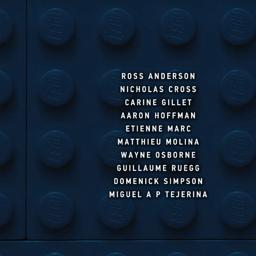 ROSS ANDERSON
NICHOLAS CROSS
CARINE GILLET
AARON HOFFMAN
ETIENNE MARC
MATTHIEU MOLINA
WAYNE OSBORNE
GUILLAUME RUEGG
DOMENICK SIMPSON
MIGUEL A P TEJERINA